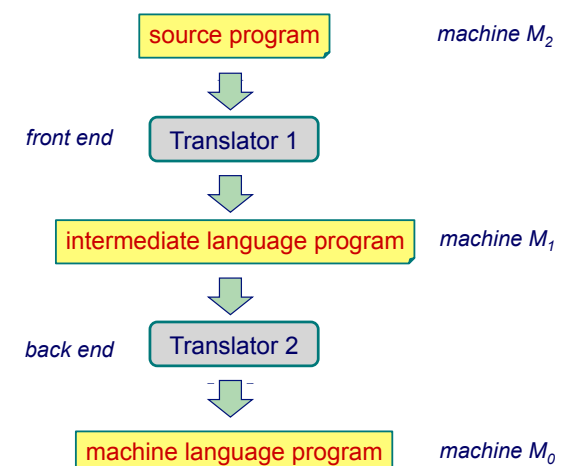 source program machine M₂
front end Translator 1
intermediate language program machine M₁
back end Translator 2
machine language program machine M₀